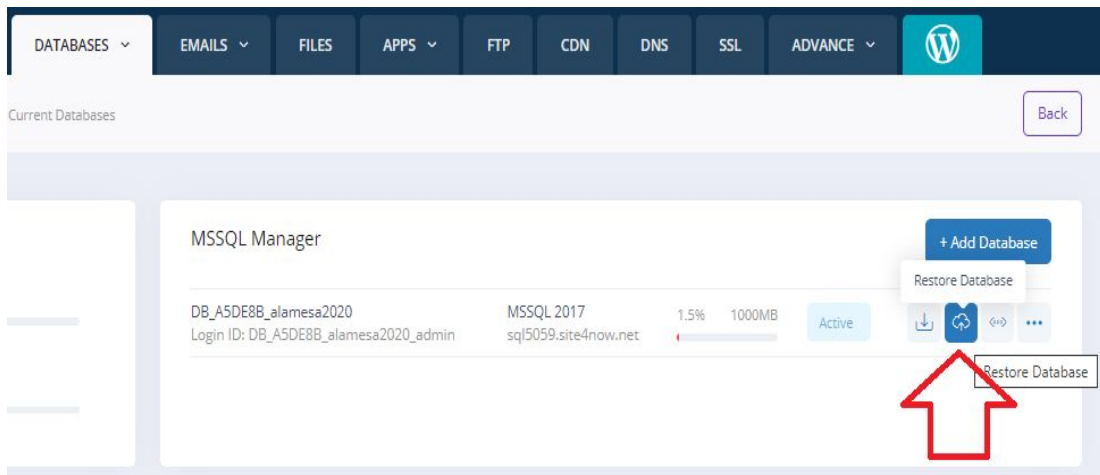 DATABASES EMAILS FILES APPS FTP CDN DNS SSL ADVANCE
Current Databases
Back
MSSQL Manager
+ Add Database
Restore Database
DB_A5DE8B_alamesa2020 MSSQL 2017 1.5% 1000MB Active
Login ID: DB_A5DE8B_alamesa2020_admin sql5059.site4now.net
Restore Database